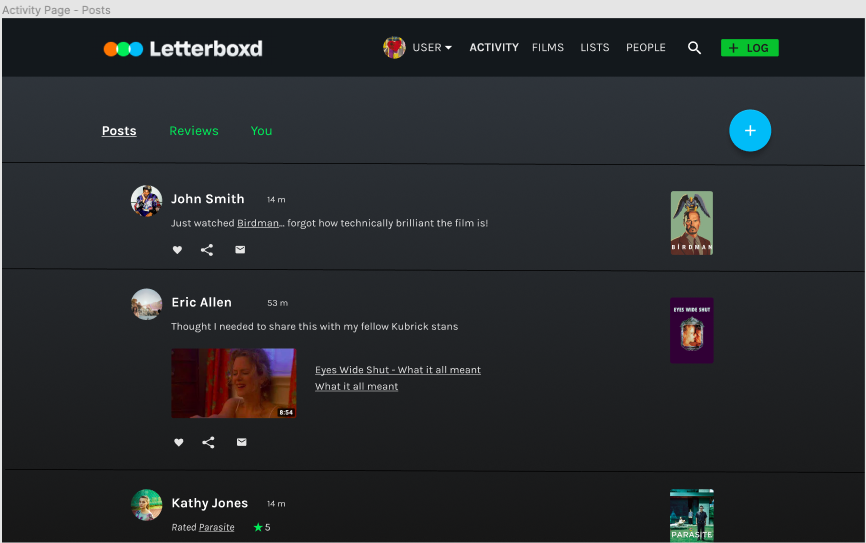 Activity Page - Posts
Letterboxd
USER ACTIVITY FILMS LISTS PEOPLE + LOG
Posts Reviews You
+
John Smith 14 m
Just watched Birdman... forgot how technically brilliant the film is!
BIRDMAN
Eric Allen 53 m
Thought I needed to share this with my fellow Kubrick stans
EYES WIDE SHUT
Eyes Wide Shut - What it all meant
What it all meant
8:54
Kathy Jones 14 m
Rated Parasite ★ 5
PARASITE